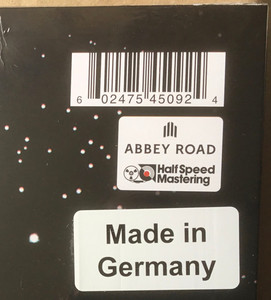 6 02475 45092 4
ABBEY ROAD
Half Speed
Mastering
Made in
Germany